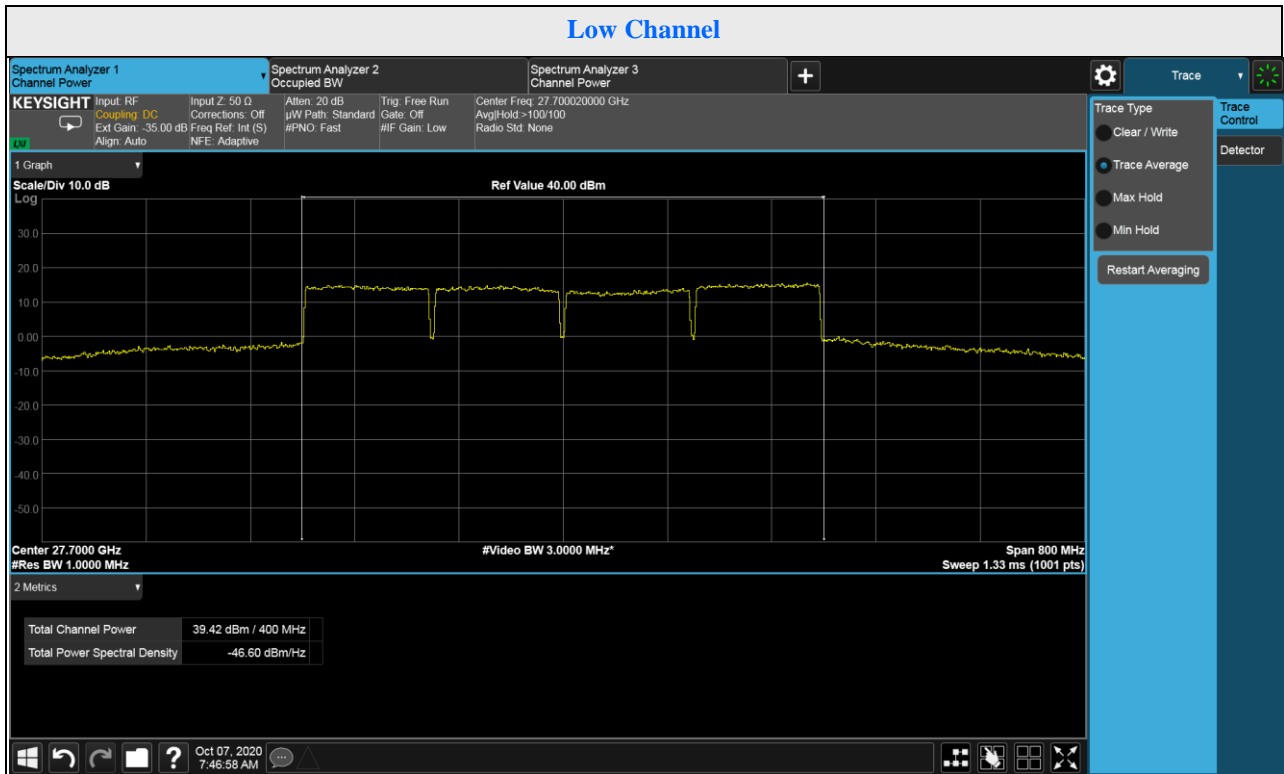 Low Channel
Spectrum Analyzer 1
Channel Power
Spectrum Analyzer 2
Occupied BW
Spectrum Analyzer 3
Channel Power
Trace
KEYSIGHT
Input: RF
Coupling: DC
Ext Gain: -35.00 dB
Align: Auto
Input Z: 50 Ω
Corrections: Off
Freq Ref: Int (S)
NFE: Adaptive
Atten: 20 dB
µW Path: Standard
#PNO: Fast
Trig: Free Run
Gate: Off
#IF Gain: Low
Center Freq: 27.700020000 GHz
Avg|Hold:>100/100
Radio Std: None
LXI
Trace Type
Clear / Write
Trace Average
Max Hold
Min Hold
Restart Averaging
Trace
Control
Detector
1 Graph
Scale/Div 10.0 dB
Ref Value 40.00 dBm
Log
30.0
20.0
10.0
0.00
-10.0
-20.0
-30.0
-40.0
-50.0
Center 27.7000 GHz
#Video BW 3.0000 MHz*
Span 800 MHz
#Res BW 1.0000 MHz
Sweep 1.33 ms (1001 pts)
2 Metrics
Total Channel Power 39.42 dBm / 400 MHz
Total Power Spectral Density -46.60 dBm/Hz
?
Oct 07, 2020
7:46:58 AM